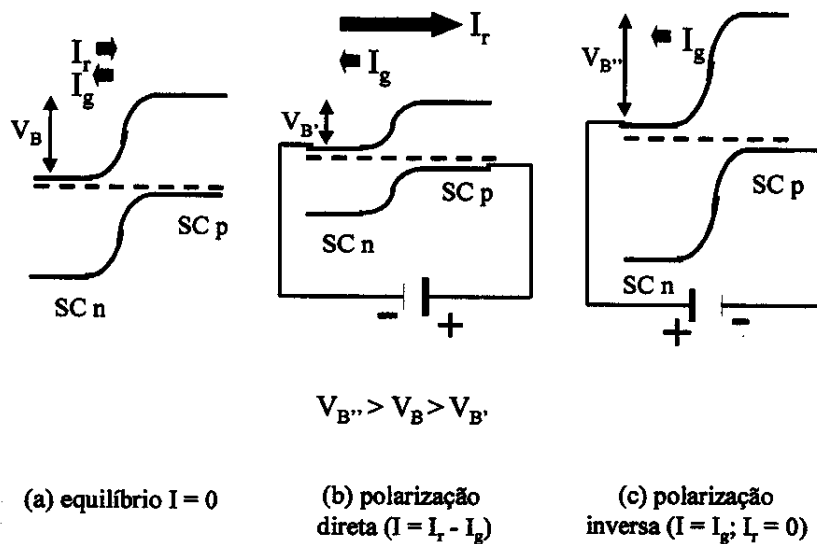 I_r
I_g
V_B
SC p
SC n
I_r
I_g
V_B'
SC p
SC n
- +
I_g
V_B''
SC p
SC n
+ -
V_B'' > V_B > V_B'
(a) equilíbrio I = 0
(b) polarização
direta (I = I_r - I_g)
(c) polarização
inversa (I = I_g; I_r = 0)